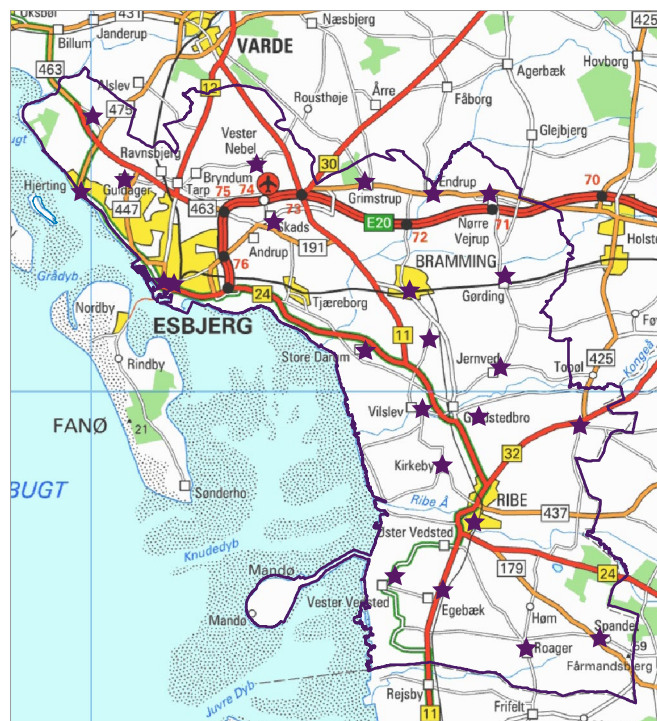 Oksbøl
431
Næsbjerg
425
Janderup
Billum
VARDE
Hovborg
463
Agerbæk
Alslev
12
Årre
Fåborg
475
Rousthøje
Glejbjerg
Vester
Nebel
30
Ravnsbjerg
Bryndum
Hjerting
Guldager
Tarp
75
74
Grimstrup
Endrup
70
447
463
73
E20
Nørre
Vejrup
71
Skads
72
Holst
191
Andrup
76
BRAMMING
Grådyb
24
Gørding
Nordby
Tjæreborg
ESBJERG
11
Store Darum
Jernved
Tobøl
425
Kongeå
Rindby
Vilslev
Gredstedbro
FANØ
21
32
Kirkeby
BUGT
Sønderho
Ribe Å
RIBE
437
Øster Vedsted
Knudedyb
Mandø
179
24
Vester Vedsted
Egebæk
Høm
Mandø
Spandet
69
Roager
Fårmandsbjerg
Rejsby
Juvre Dyb
11
Frifelt